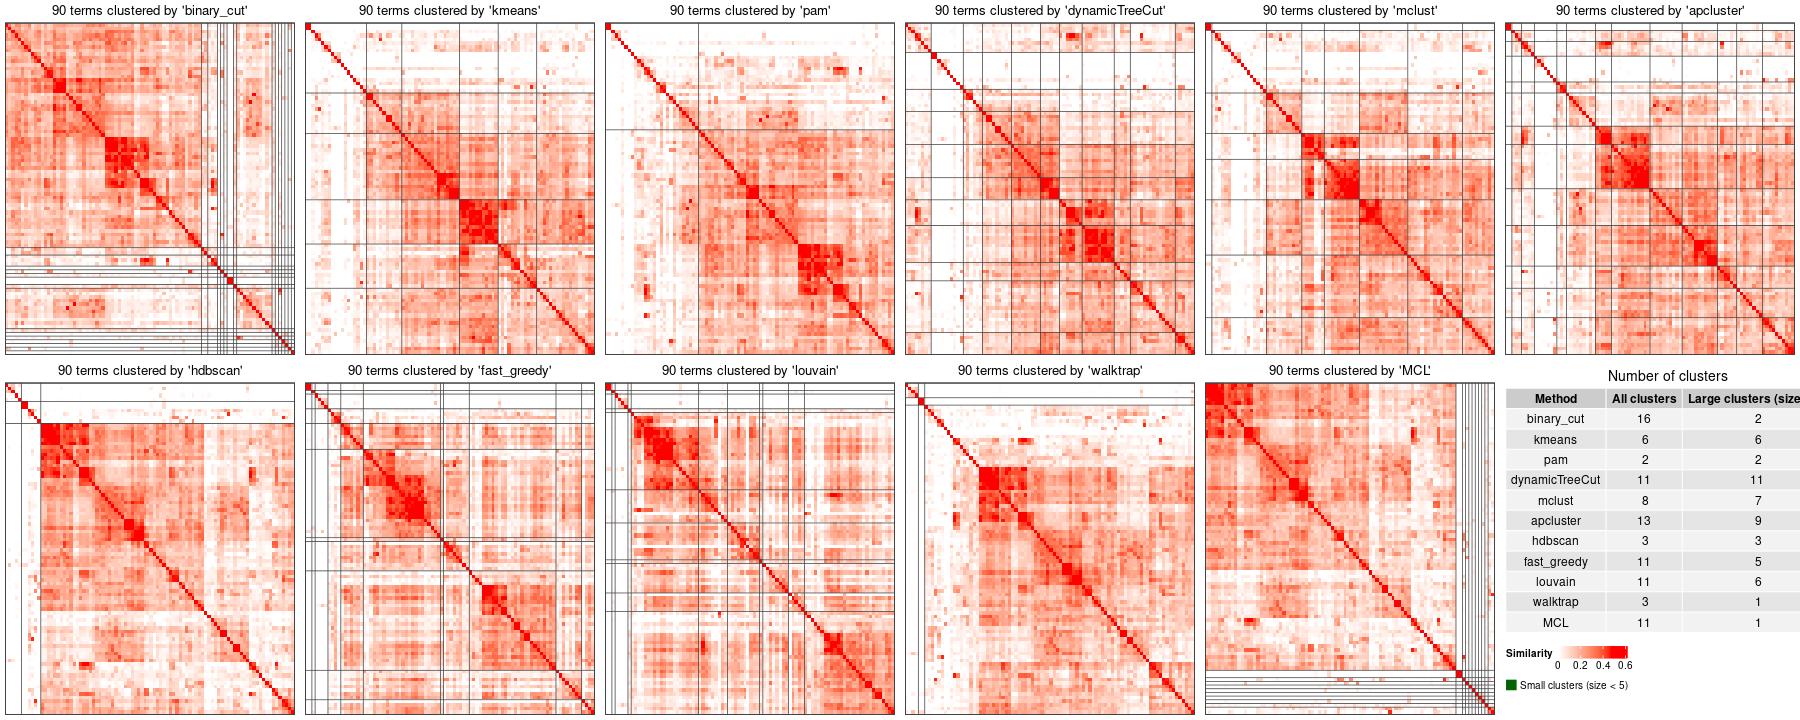 90 terms clustered by 'binary_cut'
90 terms clustered by 'kmeans'
90 terms clustered by 'pam'
90 terms clustered by 'dynamicTreeCut'
90 terms clustered by 'mclust'
90 terms clustered by 'apcluster'
90 terms clustered by 'hdbscan'
90 terms clustered by 'fast_greedy'
90 terms clustered by 'louvain'
90 terms clustered by 'walktrap'
90 terms clustered by 'MCL'
Number of clusters
Method All clusters Large clusters (size
binary_cut 16 2
kmeans 6 6
pam 2 2
dynamicTreeCut 11 11
mclust 8 7
apcluster 13 9
hdbscan 3 3
fast_greedy 11 5
louvain 11 6
walktrap 3 1
MCL 11 1
Similarity
0 0.2 0.4 0.6
Small clusters (size < 5)